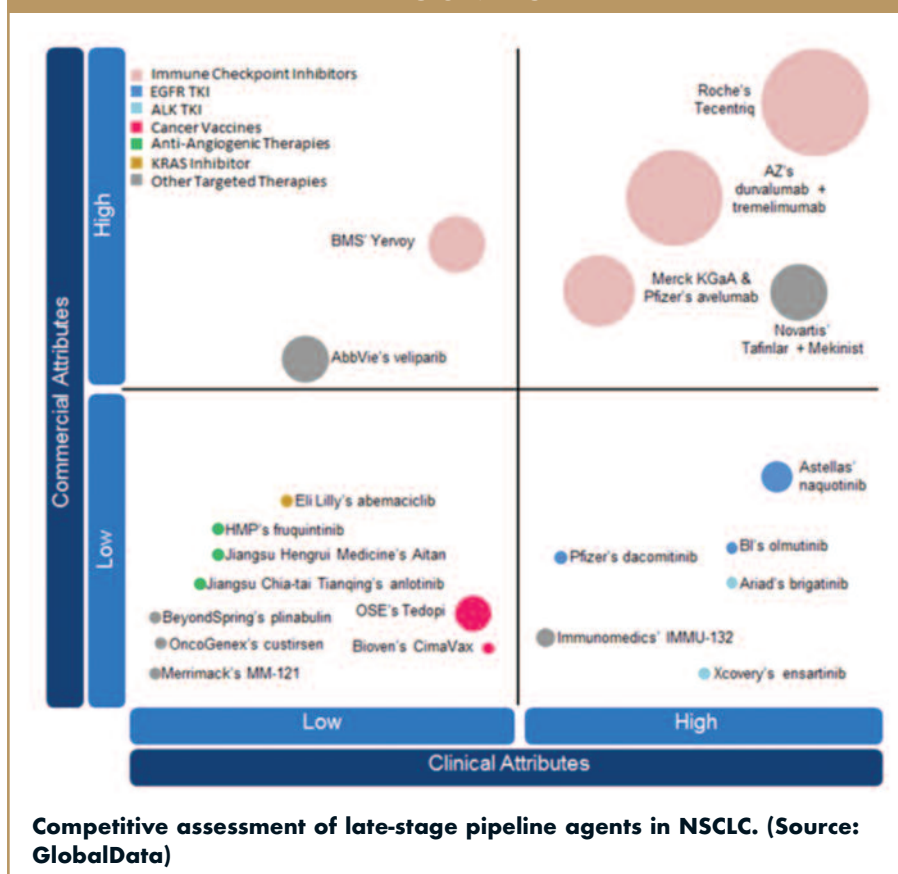 Immune Checkpoint Inhibitors
EGFR TKI
ALK TKI
Cancer Vaccines
Anti-Angiogenic Therapies
KRAS Inhibitor
Other Targeted Therapies
Roche's
Tecentriq
AZ's
durvalumab +
tremelimumab
BMS' Yervoy
Merck KGaA &
Pfizer's avelumab
Novartis'
Tafinlar + Mekinist
AbbVie's veliparib
High
Commercial Attributes
Low
Astellas'
naquotinib
Eli Lilly's abemaciclib
HMP's fruquintinib
Jiangsu Hengrui Medicine's Aitan
Jiangsu Chia-tai Tianqing's anlotinib
BeyondSpring's plinabulin
OncoGenex's custirsen
Merrimack's MM-121
OSE's Tedopi
Bioven's CimaVax
Pfizer's dacomitinib
BI's olmutinib
Ariad's brigatinib
Immunomedics' IMMU-132
Xcovery's ensartinib
Low
High
Clinical Attributes
Competitive assessment of late-stage pipeline agents in NSCLC. (Source:
GlobalData)